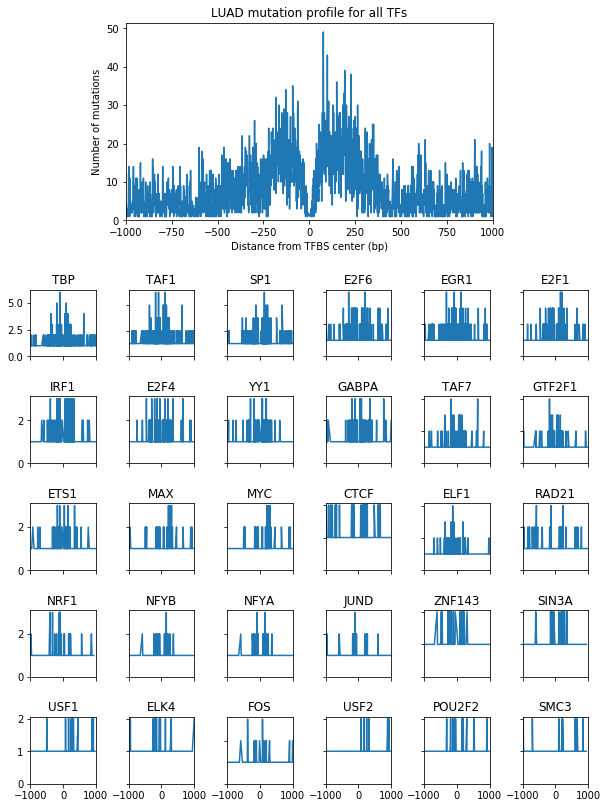 LUAD mutation profile for all TFs
50
40
30
20
10
0
Number of mutations
−1000 −750 −500 −250 0 250 500 750 1000
Distance from TFBS center (bp)
TBP TAF1 SP1 E2F6 EGR1 E2F1
5.0
2.5
0.0
IRF1 E2F4 YY1 GABPA TAF7 GTF2F1
2
0
ETS1 MAX MYC CTCF ELF1 RAD21
2
0
NRF1 NFYB NFYA JUND ZNF143 SIN3A
2
0
USF1 ELK4 FOS USF2 POU2F2 SMC3
2
1
0
−1000 0 1000 −1000 0 1000 −1000 0 1000 −1000 0 1000 −1000 0 1000 −1000 0 1000